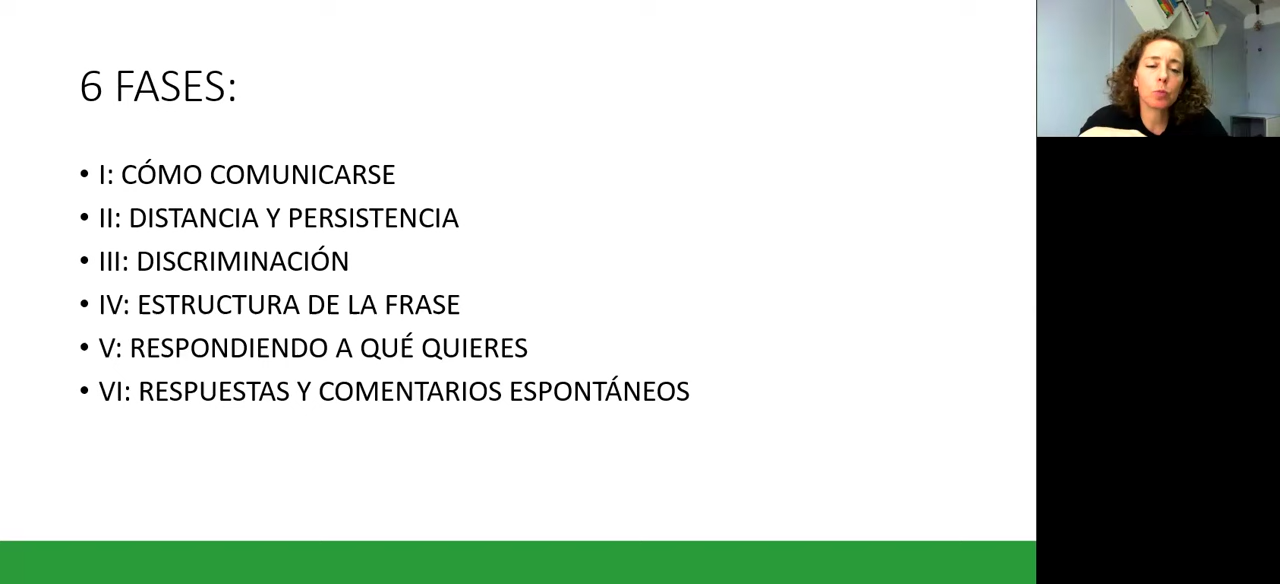 6 FASES:
• I: CÓMO COMUNICARSE
• II: DISTANCIA Y PERSISTENCIA
• III: DISCRIMINACIÓN
• IV: ESTRUCTURA DE LA FRASE
• V: RESPONDIENDO A QUÉ QUIERES
• VI: RESPUESTAS Y COMENTARIOS ESPONTÁNEOS